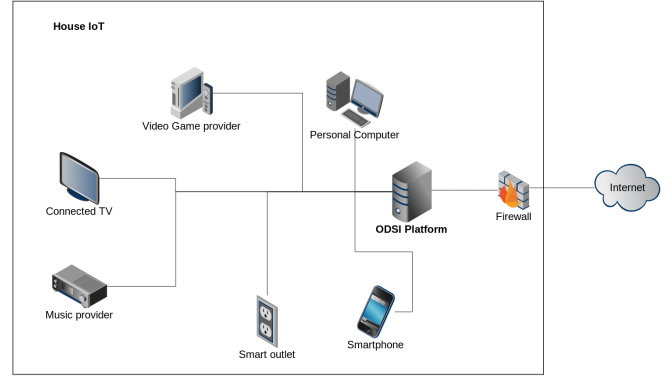 House IoT
Video Game provider
Personal Computer
Connected TV
ODSI Platform
Firewall
Internet
Music provider
Smart outlet
Smartphone